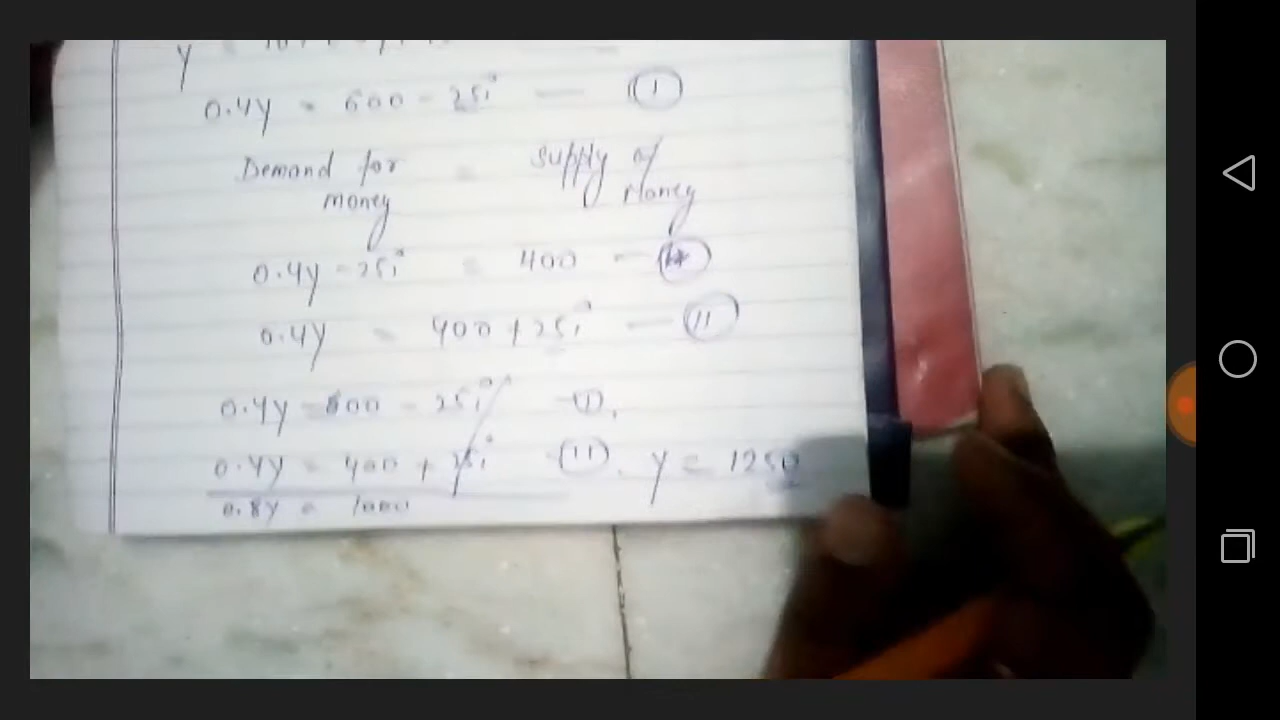 y =
0.4y = 600 - 25i — (I)
Demand for = Supply of
money Money
0.4y - 25i = 400 —
0.4y = 400 + 25i — (II)
0.4y = 600 - 25i (I).
0.4y = 400 + 25i (II). y = 1250
0.8y = 1000